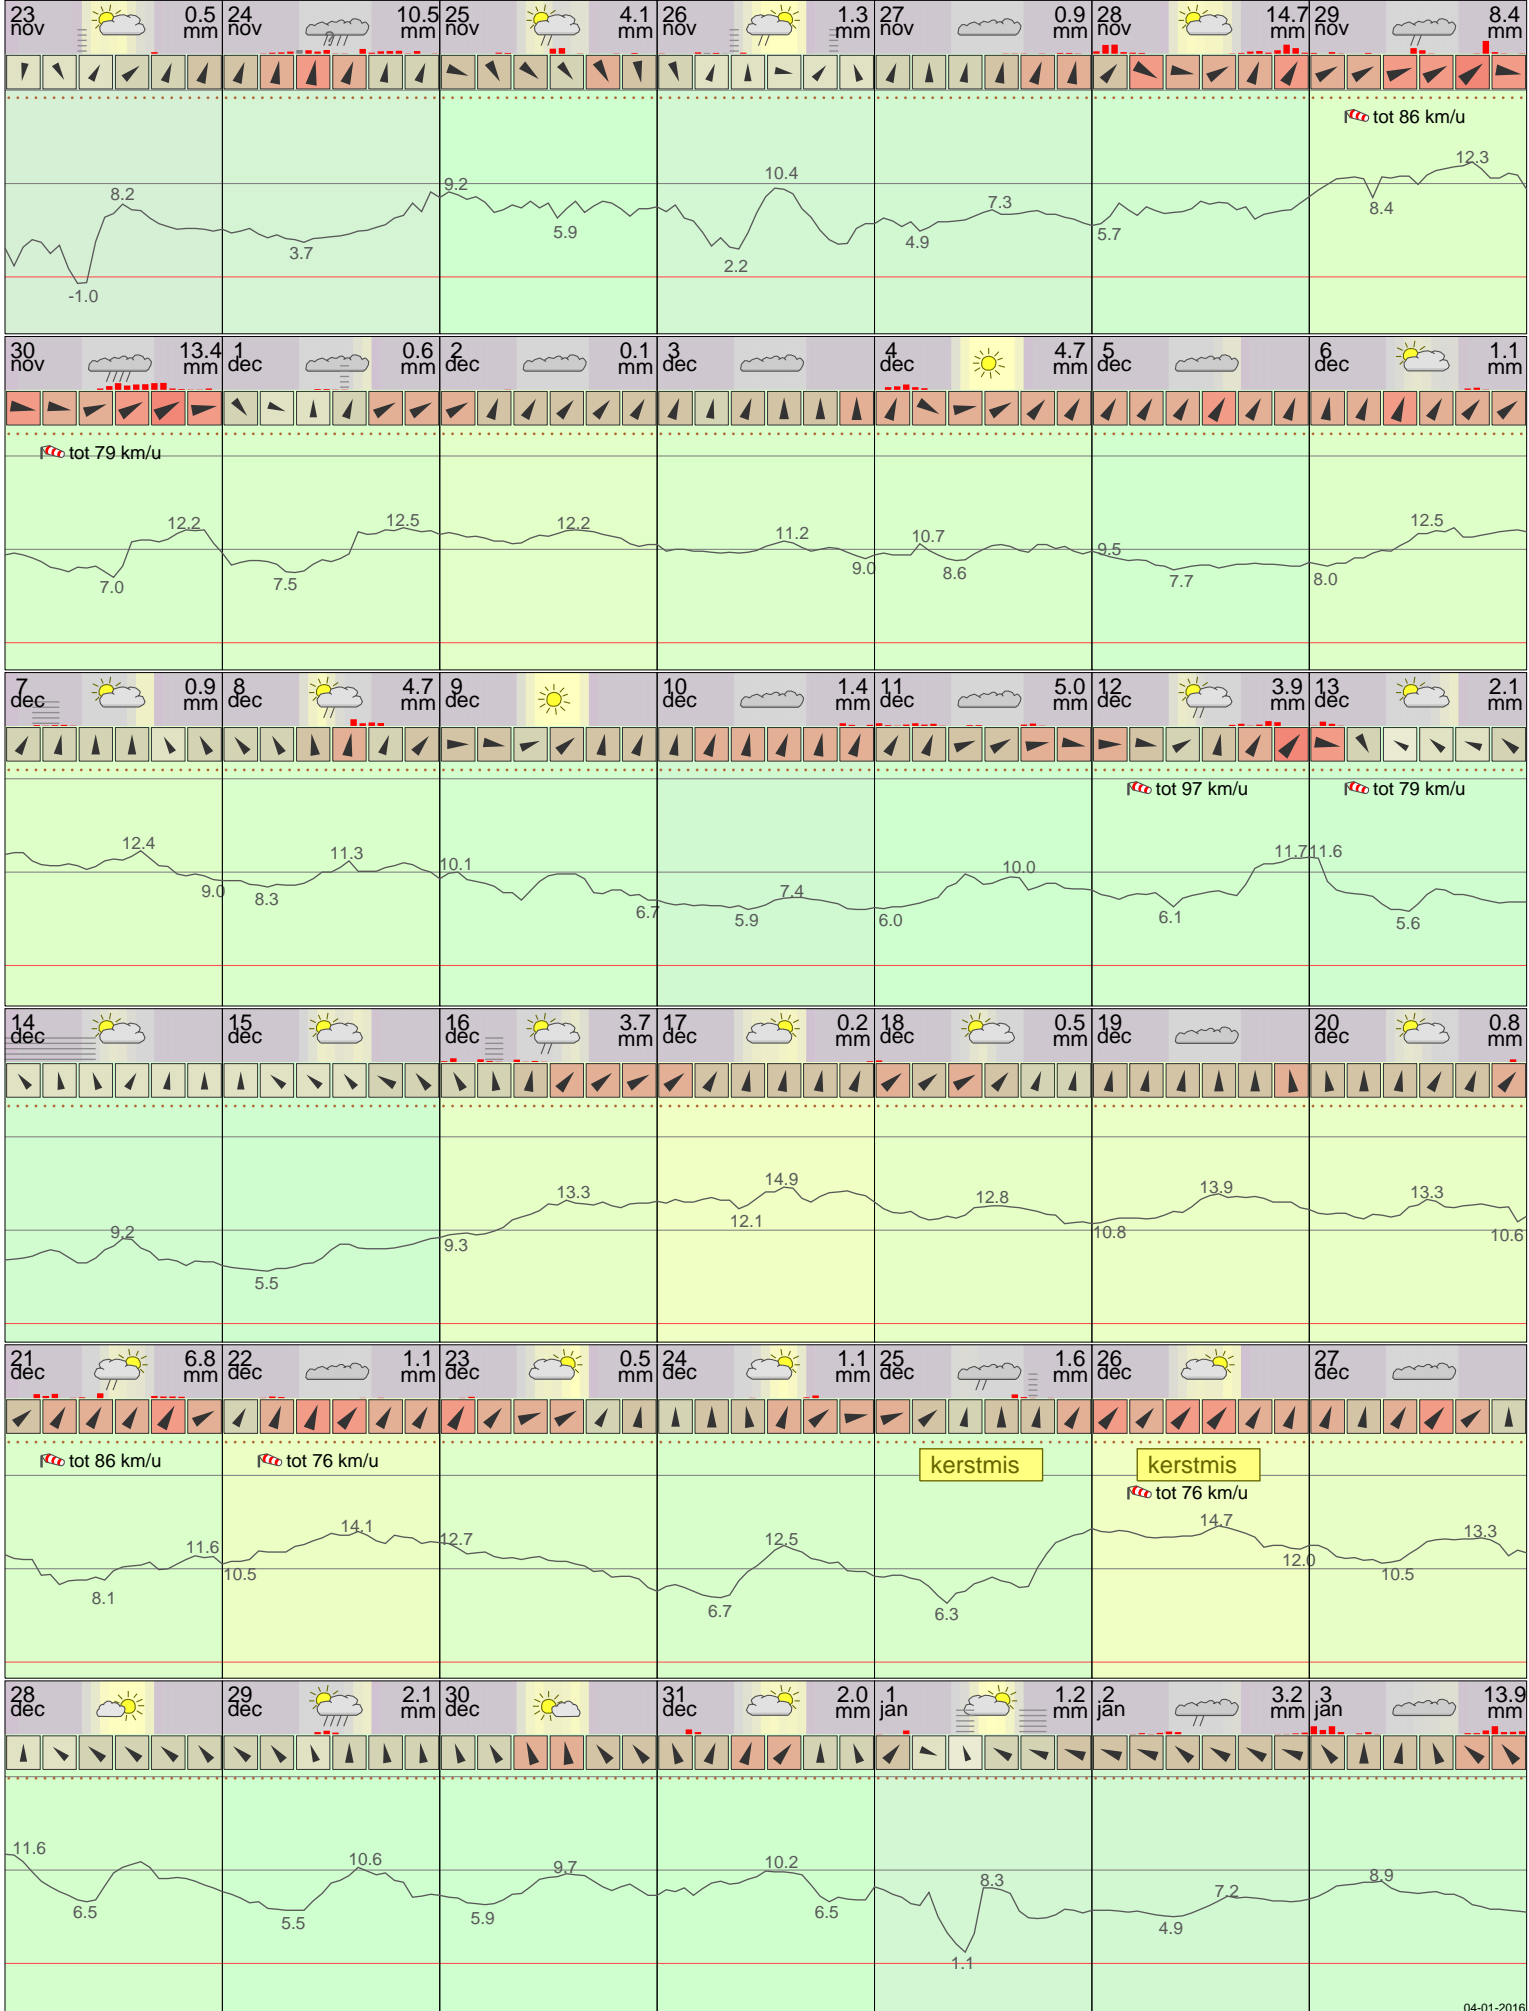 23 nov 0.5 mm
24 nov 10.5 mm
25 nov 4.1 mm
26 nov 1.3 mm
27 nov 0.9 mm
28 nov 14.7 mm
29 nov 8.4 mm
tot 86 km/u
8.2
-1.0
3.7
9.2
5.9
2.2
10.4
4.9
7.3
5.7
8.4
12.3
30 nov 13.4 mm
1 dec 0.6 mm
2 dec 0.1 mm
3 dec
4 dec 4.7 mm
5 dec
6 dec 1.1 mm
tot 79 km/u
7.0
12.2
7.5
12.5
12.2
11.2
9.0
10.7
8.6
9.5
7.7
8.0
12.5
7 dec 0.9 mm
8 dec 4.7 mm
9 dec
10 dec 1.4 mm
11 dec 5.0 mm
12 dec 3.9 mm
13 dec 2.1 mm
tot 97 km/u
tot 79 km/u
12.4
9.0
8.3
11.3
10.1
6.7
5.9
7.4
6.0
10.0
6.1
11.7
11.6
5.6
14 dec
15 dec
16 dec 3.7 mm
17 dec 0.2 mm
18 dec 0.5 mm
19 dec
20 dec 0.8 mm
9.2
5.5
9.3
13.3
12.1
14.9
12.8
10.8
13.9
13.3
10.6
21 dec 6.8 mm
22 dec 1.1 mm
23 dec 0.5 mm
24 dec 1.1 mm
25 dec 1.6 mm
26 dec
27 dec
tot 86 km/u
tot 76 km/u
kerstmis
kerstmis
tot 76 km/u
8.1
11.6
10.5
14.1
12.7
6.7
12.5
6.3
14.7
12.0
10.5
13.3
28 dec
29 dec 2.1 mm
30 dec
31 dec 2.0 mm
1 jan 1.2 mm
2 jan 3.2 mm
3 jan 13.9 mm
11.6
6.5
5.5
10.6
5.9
9.7
10.2
6.5
1.1
8.3
4.9
7.2
8.9
04-01-2016